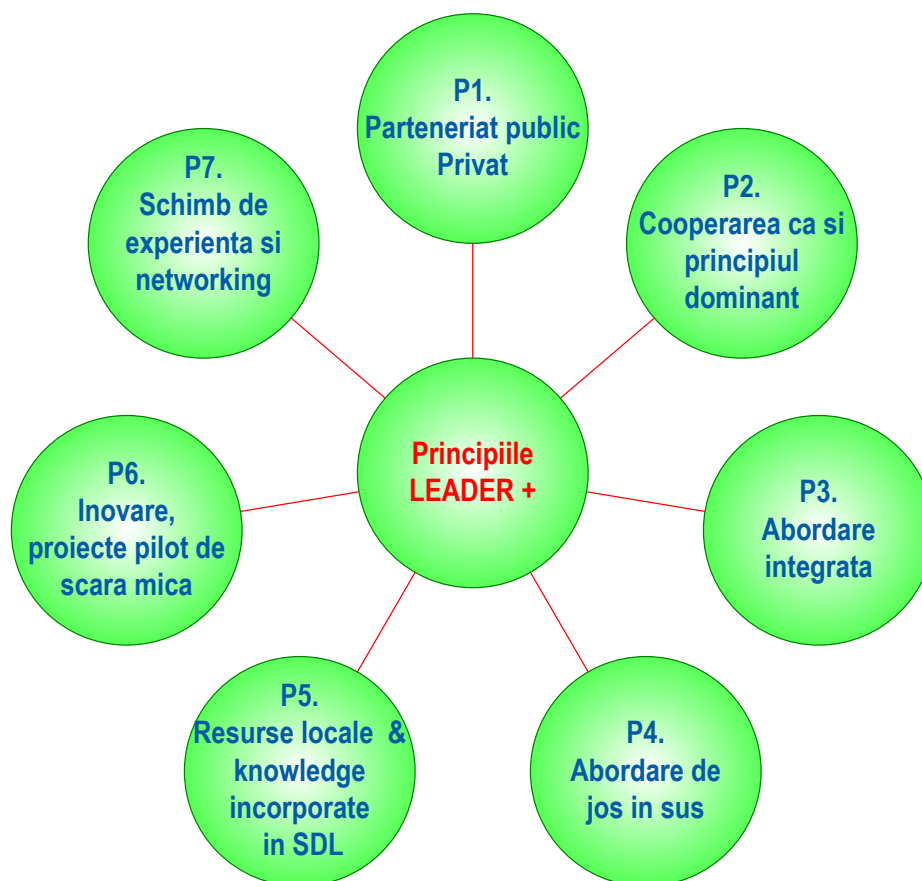 P1.
Parteneriat public
Privat
P2.
Cooperarea ca si
principiul
dominant
P3.
Abordare
integrata
P4.
Abordare de
jos in sus
P5.
Resurse locale &
knowledge
incorporate
in SDL
P6.
Inovare,
proiecte pilot de
scara mica
P7.
Schimb de
experienta si
networking
Principiile
LEADER +